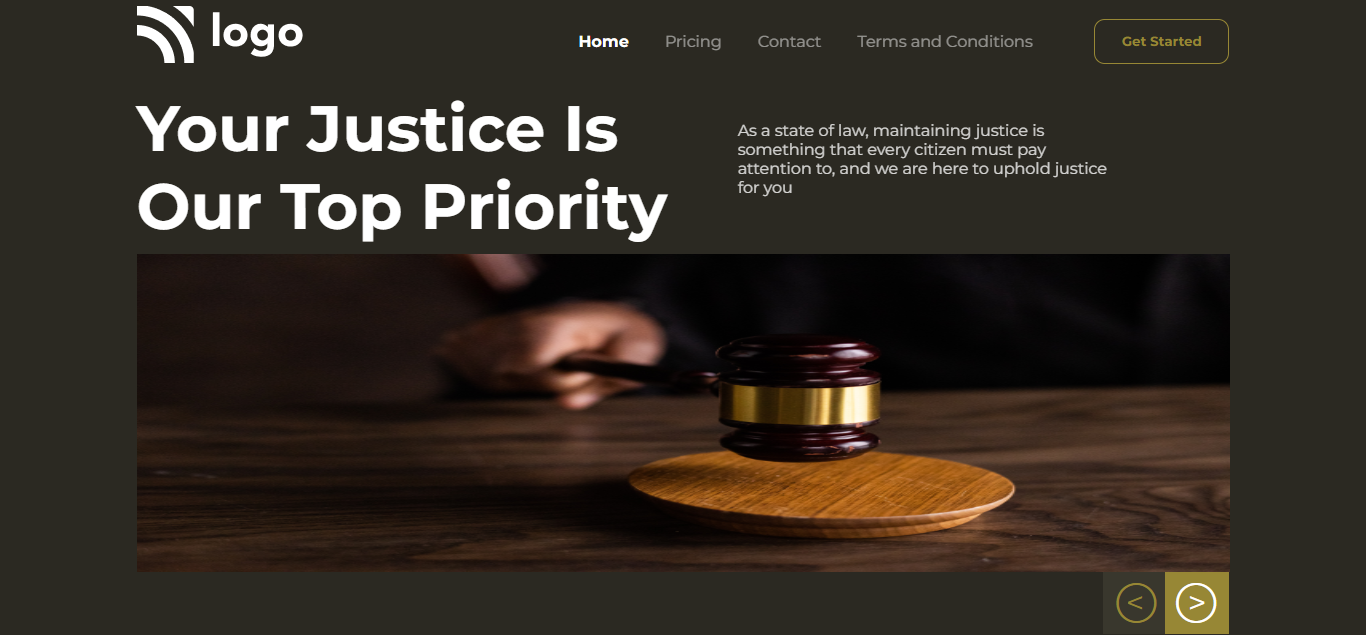 logo
Home
Pricing
Contact
Terms and Conditions
Get Started
Your Justice Is
Our Top Priority
As a state of law, maintaining justice is
something that every citizen must pay
attention to, and we are here to uphold justice
for you
<
>